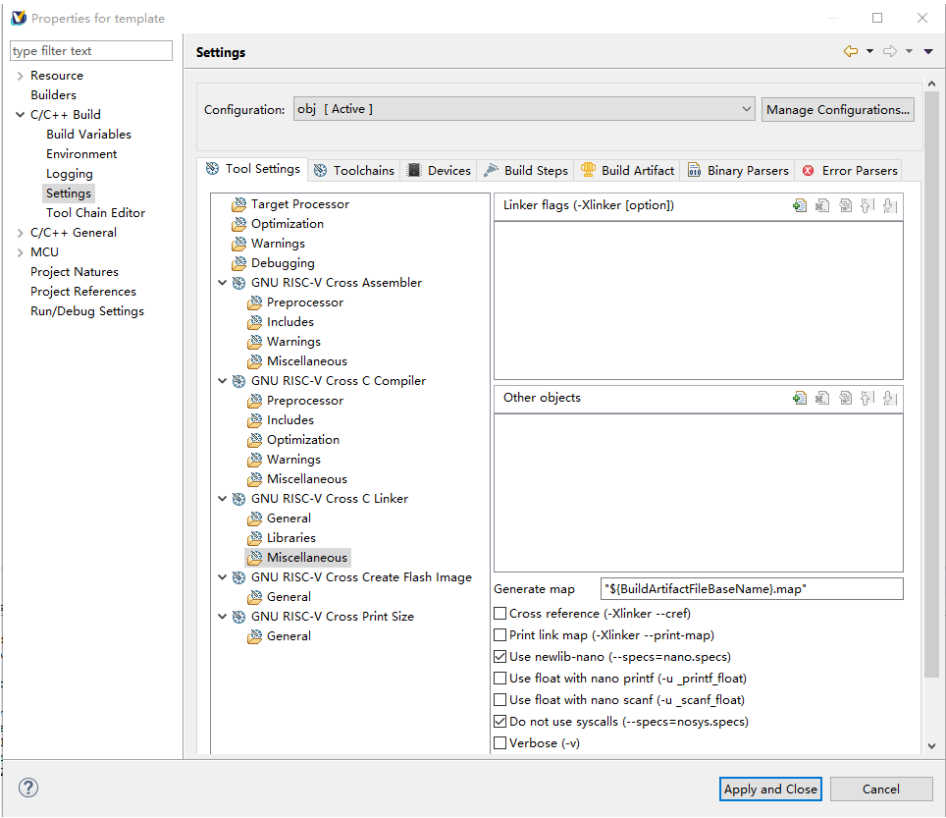 Properties for template
type filter text
Resource
Builders
C/C++ Build
Build Variables
Environment
Logging
Settings
Tool Chain Editor
C/C++ General
MCU
Project Natures
Project References
Run/Debug Settings
Settings
Configuration: obj [ Active ] Manage Configurations...
Tool Settings Toolchains Devices Build Steps Build Artifact Binary Parsers Error Parsers
Target Processor
Optimization
Warnings
Debugging
GNU RISC-V Cross Assembler
Preprocessor
Includes
Warnings
Miscellaneous
GNU RISC-V Cross C Compiler
Preprocessor
Includes
Optimization
Warnings
Miscellaneous
GNU RISC-V Cross C Linker
General
Libraries
Miscellaneous
GNU RISC-V Cross Create Flash Image
General
GNU RISC-V Cross Print Size
General
Linker flags (-Xlinker [option])
Other objects
Generate map "${BuildArtifactFileBaseName}.map"
Cross reference (-Xlinker --cref)
Print link map (-Xlinker --print-map)
Use newlib-nano (--specs=nano.specs)
Use float with nano printf (-u _printf_float)
Use float with nano scanf (-u _scanf_float)
Do not use syscalls (--specs=nosys.specs)
Verbose (-v)
Apply and Close Cancel